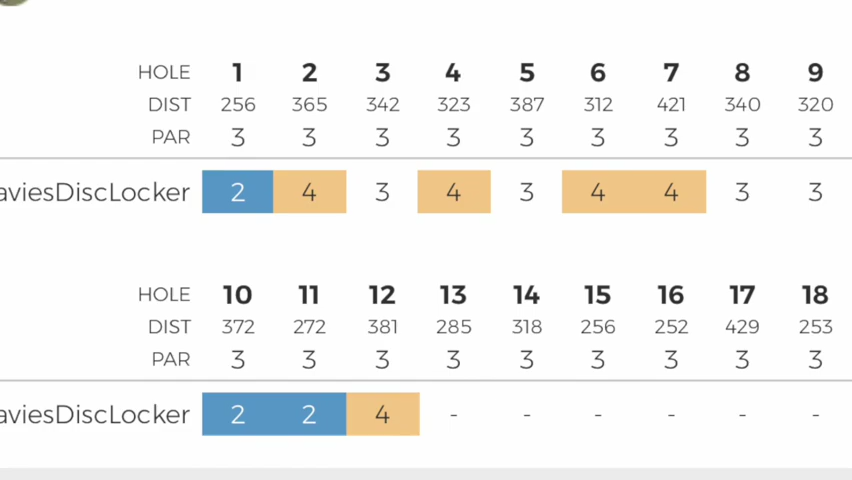 HOLE 1 2 3 4 5 6 7 8 9
DIST 256 365 342 323 387 312 421 340 320
PAR 3 3 3 3 3 3 3 3 3
aviesDiscLocker 2 4 3 4 3 4 4 3 3
HOLE 10 11 12 13 14 15 16 17 18
DIST 372 272 381 285 318 256 252 429 253
PAR 3 3 3 3 3 3 3 3 3
aviesDiscLocker 2 2 4 - - - - - -